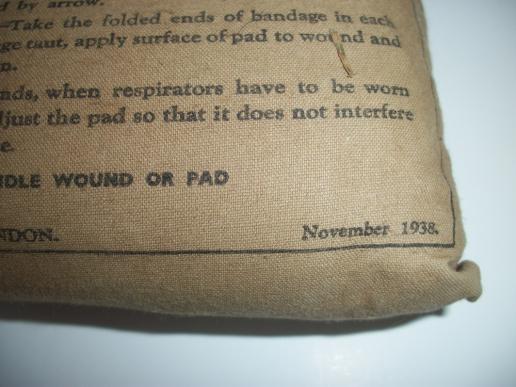 d by arrow.
—Take the folded ends of bandage in each
ge taut, apply surface of pad to wound and
n.
nds, when respirators have to be worn
djust the pad so that it does not interfere
e.
NDLE WOUND OR PAD
NDON. November 1938.